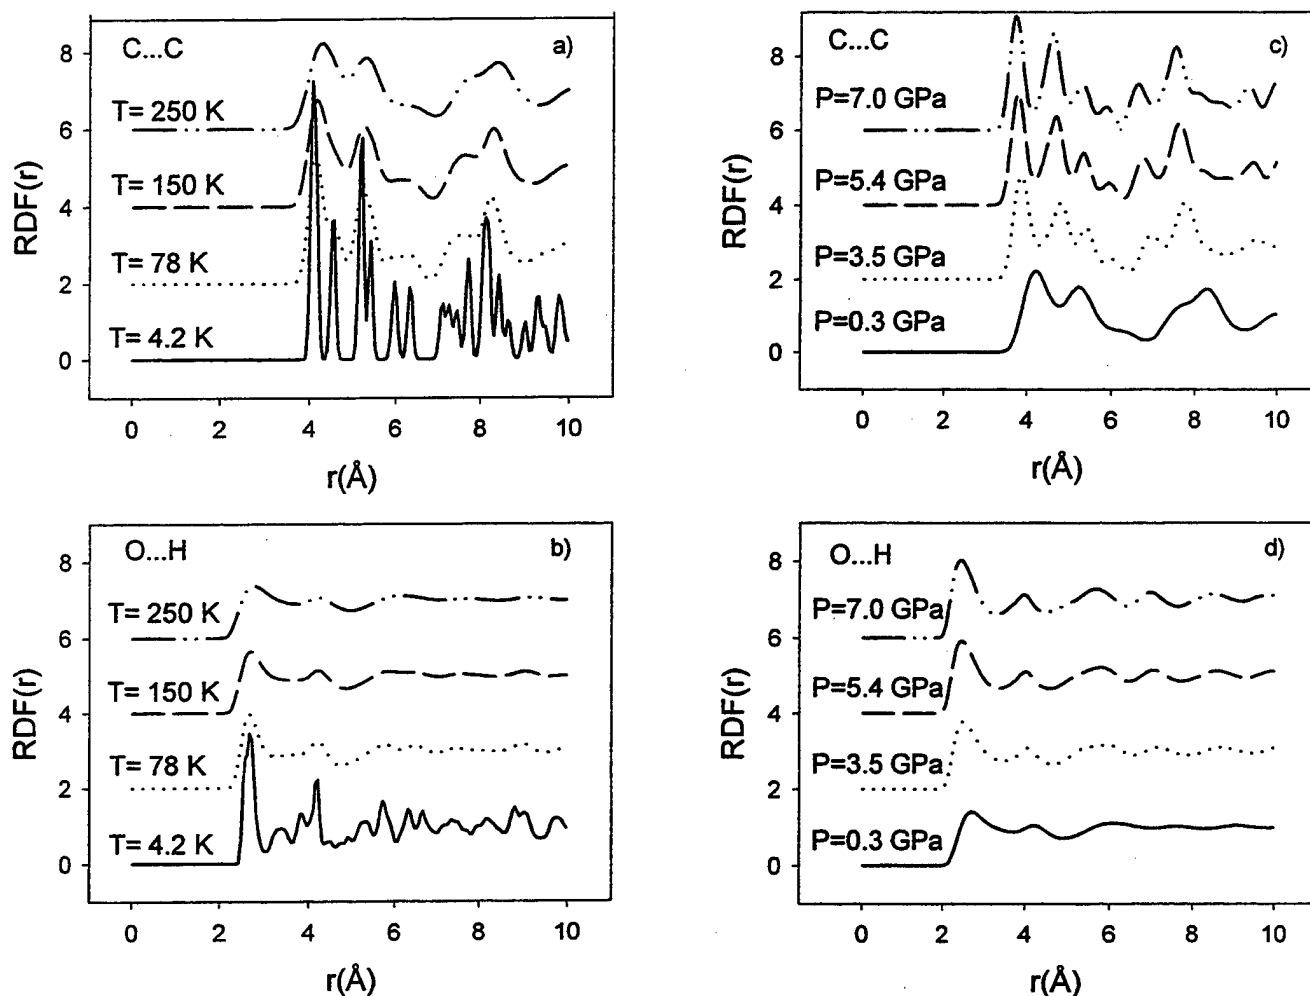 C...C
a)
T= 250 K
T= 150 K
T= 78 K
T= 4.2 K
RDF(r)
8
6
4
2
0
0 2 4 6 8 10
r(Å)
C...C
c)
P=7.0 GPa
P=5.4 GPa
P=3.5 GPa
P=0.3 GPa
RDF(r)
8
6
4
2
0
0 2 4 6 8 10
r(Å)
O...H
b)
T= 250 K
T= 150 K
T= 78 K
T= 4.2 K
RDF(r)
8
6
4
2
0
0 2 4 6 8 10
r(Å)
O...H
d)
P=7.0 GPa
P=5.4 GPa
P=3.5 GPa
P=0.3 GPa
RDF(r)
8
6
4
2
0
0 2 4 6 8 10
r(Å)